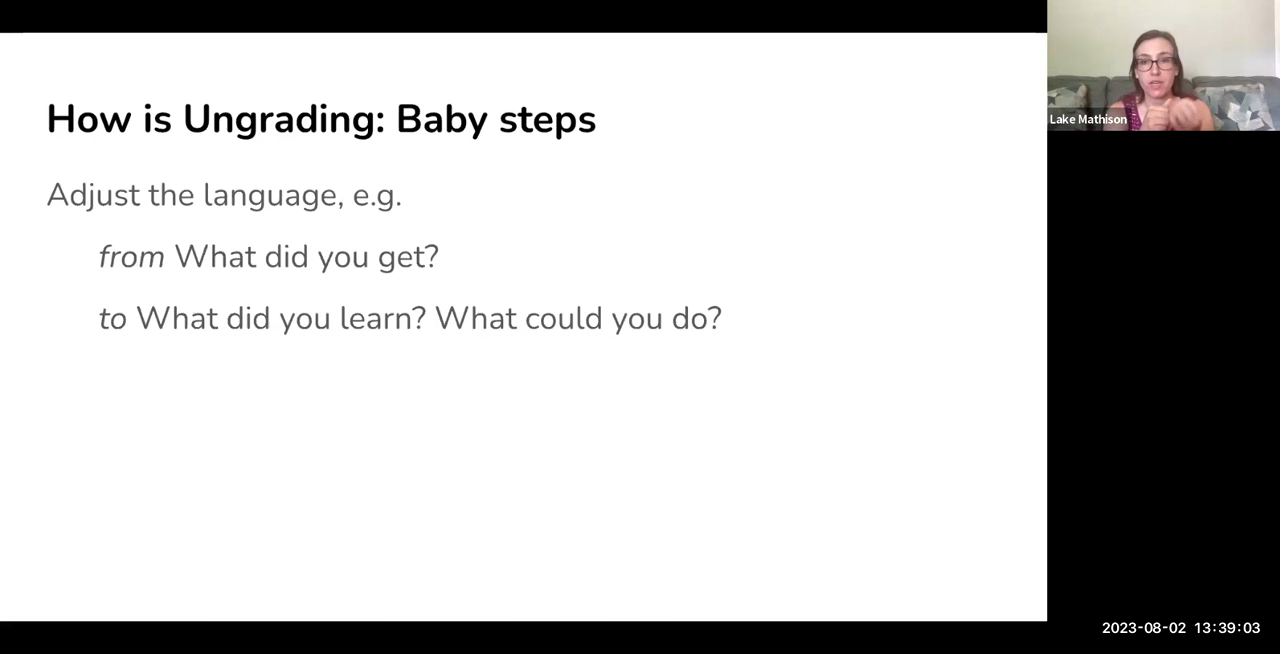 How is Ungrading: Baby steps
Adjust the language, e.g.
from What did you get?
to What did you learn? What could you do?
Lake Mathison
2023-08-02 13:39:03